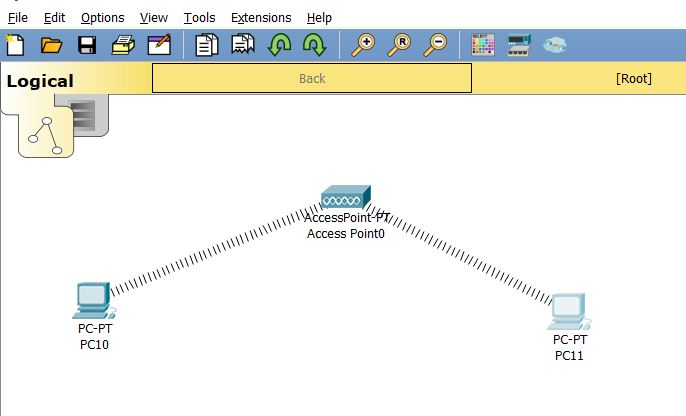 File Edit Options View Tools Extensions Help
SELECT
R
Logical
Back
[Root]
AccessPoint-PT
Access Point0
PC-PT
PC10
PC-PT
PC11